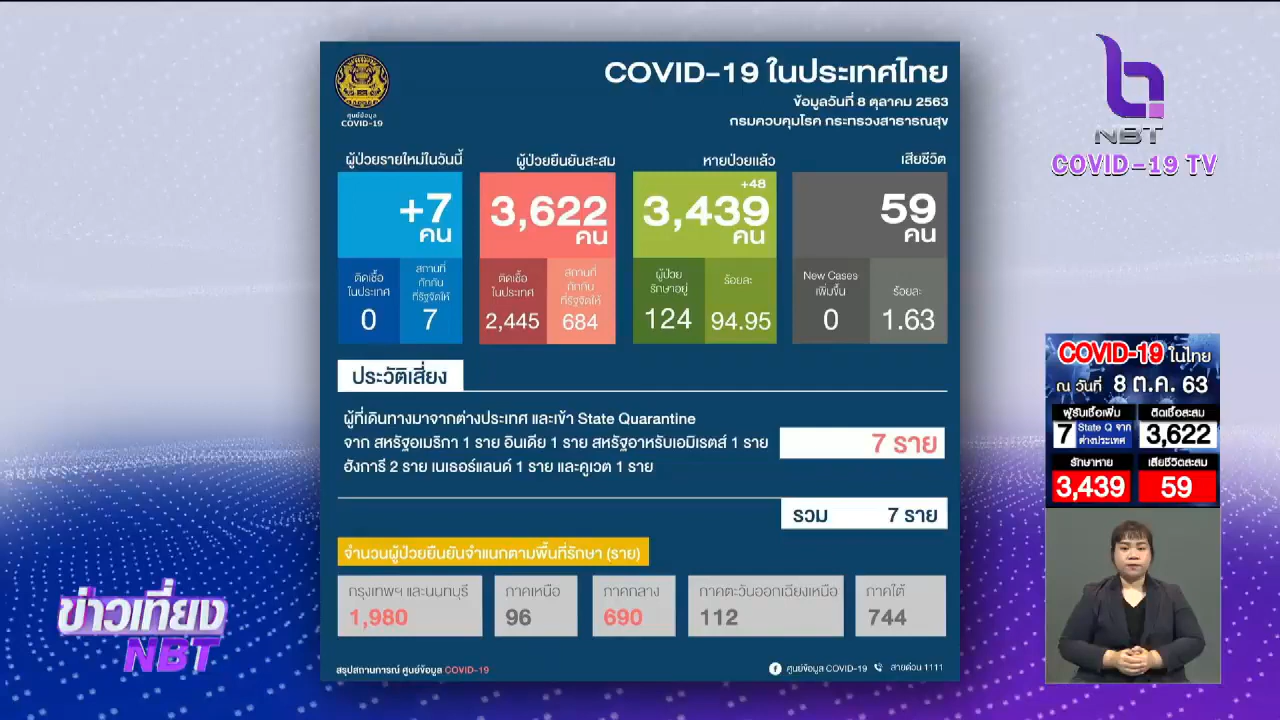 COVID-19 ในประเทศไทย
ข้อมูลวันที่ 8 ตุลาคม 2563
กรมควบคุมโรค กระทรวงสาธารณสุข
ศูนย์ข้อมูล
COVID-19
ผู้ป่วยรายใหม่ในวันนี้
+7
คน
ติดเชื้อ
ในประเทศ
0
สถานที่
กักกัน
ที่รัฐจัดให้
7
ผู้ป่วยยืนยันสะสม
3,622
คน
ติดเชื้อ
ในประเทศ
2,445
สถานที่
กักกัน
ที่รัฐจัดให้
684
หายป่วยแล้ว
+48
3,439
คน
ผู้ป่วย
รักษาอยู่
124
ร้อยละ
94.95
เสียชีวิต
59
คน
New Cases
เพิ่มขึ้น
0
ร้อยละ
1.63
ประวัติเสี่ยง
ผู้ที่เดินทางมาจากต่างประเทศ และเข้า State Quarantine
จาก สหรัฐอเมริกา 1 ราย อินเดีย 1 ราย สหรัฐอาหรับเอมิเรตส์ 1 ราย
ฮังการี 2 ราย เนเธอร์แลนด์ 1 ราย และคูเวต 1 ราย
7 ราย
รวม 7 ราย
จำนวนผู้ป่วยยืนยันจำแนกตามพื้นที่รักษา (ราย)
กรุงเทพฯ และนนทบุรี
1,980
ภาคเหนือ
96
ภาคกลาง
690
ภาคตะวันออกเฉียงเหนือ
112
ภาคใต้
744
สรุปสถานการณ์ ศูนย์ข้อมูล COVID-19
ศูนย์ข้อมูล COVID-19 สายด่วน 1111
NBT
COVID-19 TV
COVID-19 ในไทย
ณ วันที่ 8 ต.ค. 63
ผู้รับเชื้อเพิ่ม
7 State Q จาก
ต่างประเทศ
ติดเชื้อสะสม
3,622
รักษาหาย
3,439
เสียชีวิตสะสม
59
ข่าวเที่ยง
NBT